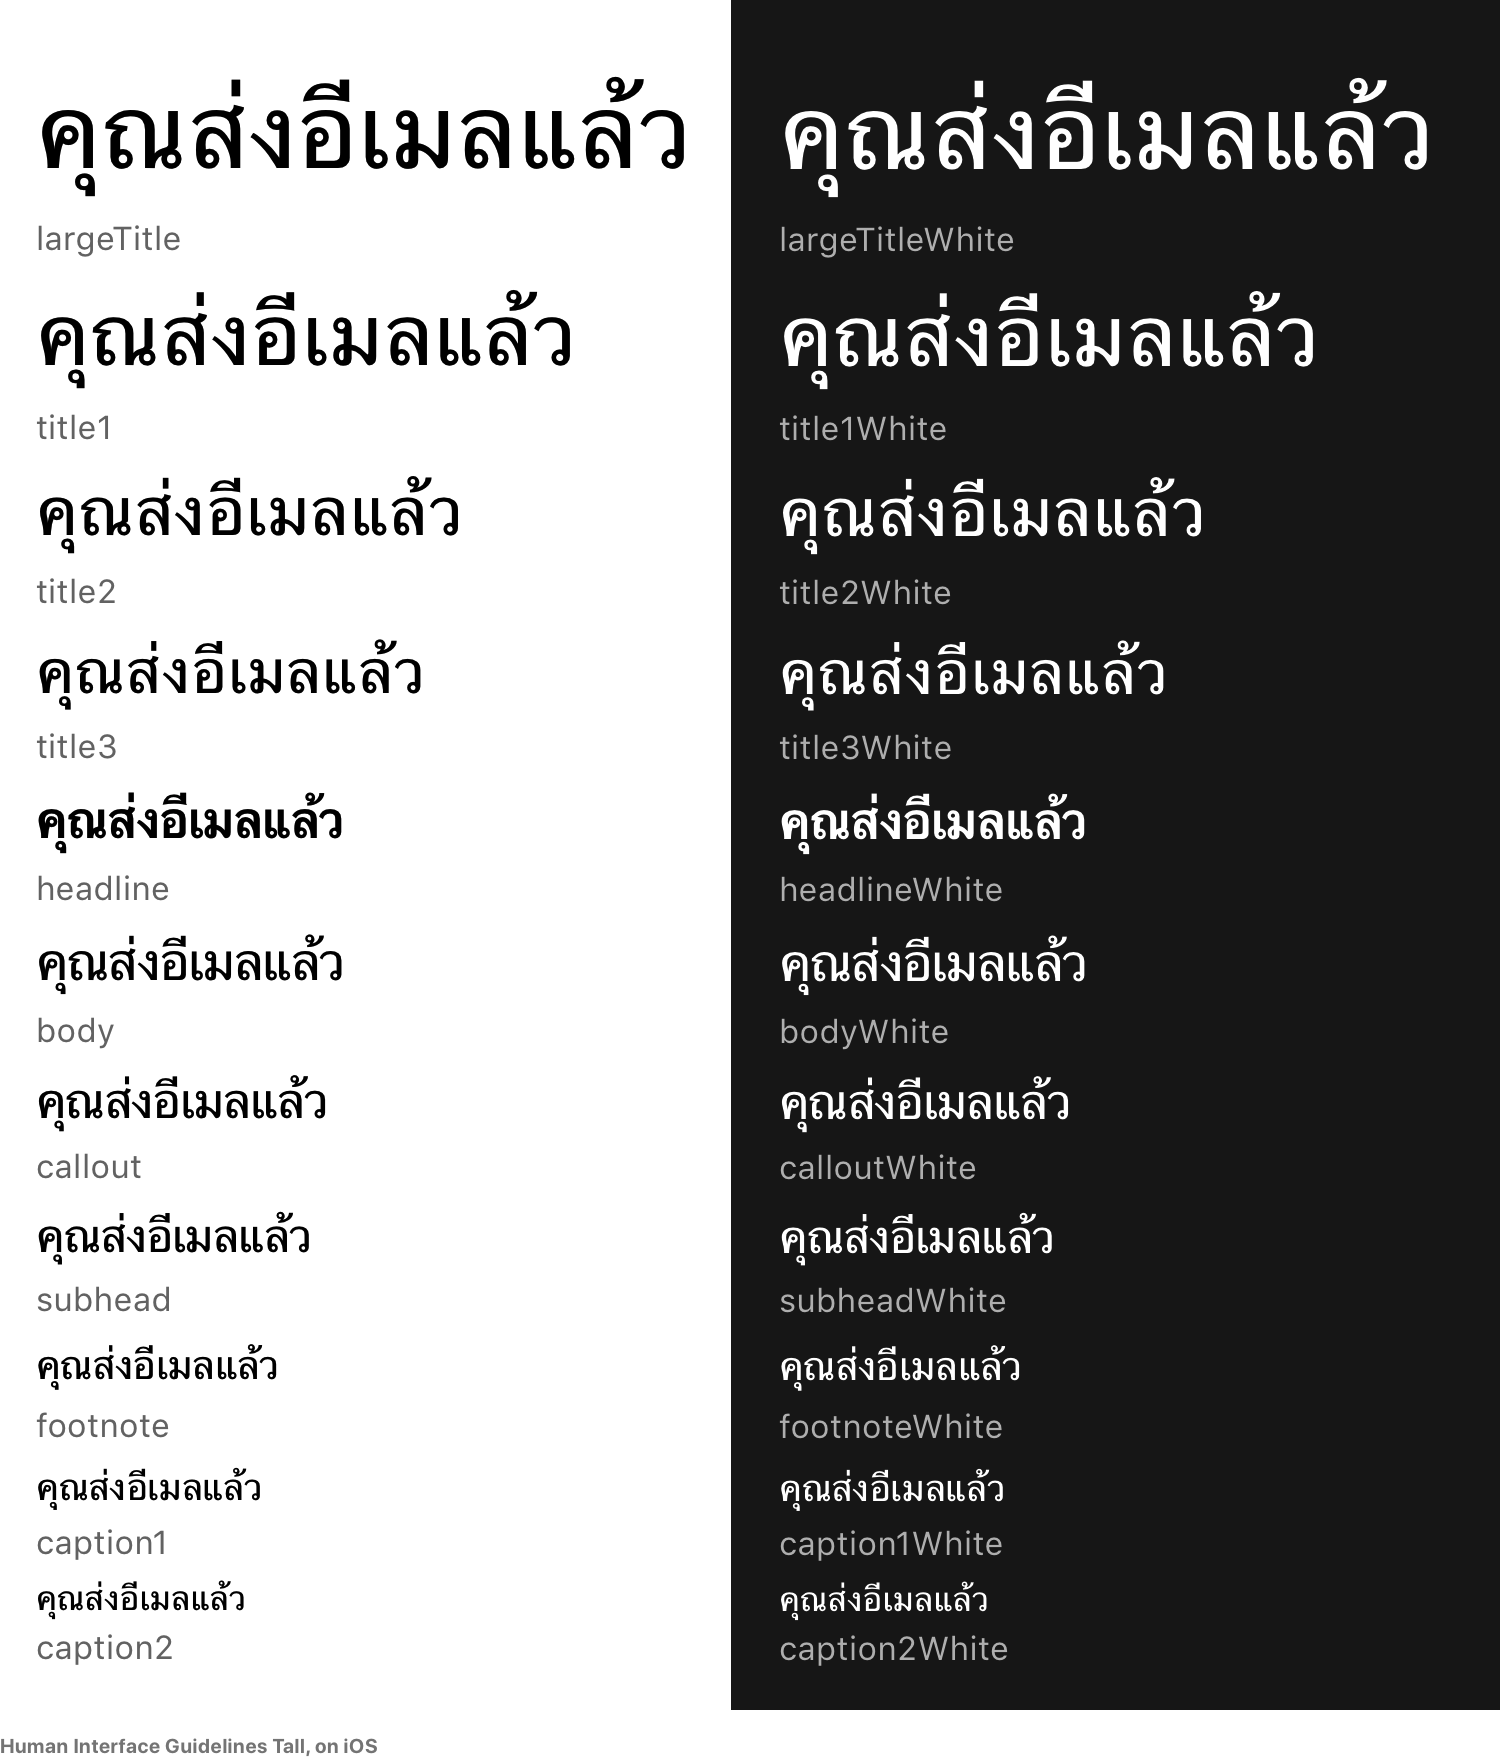 คุณส่งอีเมลแล้ว
largeTitle
คุณส่งอีเมลแล้ว
title1
คุณส่งอีเมลแล้ว
title2
คุณส่งอีเมลแล้ว
title3
คุณส่งอีเมลแล้ว
headline
คุณส่งอีเมลแล้ว
body
คุณส่งอีเมลแล้ว
callout
คุณส่งอีเมลแล้ว
subhead
คุณส่งอีเมลแล้ว
footnote
คุณส่งอีเมลแล้ว
caption1
คุณส่งอีเมลแล้ว
caption2
คุณส่งอีเมลแล้ว
largeTitleWhite
คุณส่งอีเมลแล้ว
title1White
คุณส่งอีเมลแล้ว
title2White
คุณส่งอีเมลแล้ว
title3White
คุณส่งอีเมลแล้ว
headlineWhite
คุณส่งอีเมลแล้ว
bodyWhite
คุณส่งอีเมลแล้ว
calloutWhite
คุณส่งอีเมลแล้ว
subheadWhite
คุณส่งอีเมลแล้ว
footnoteWhite
คุณส่งอีเมลแล้ว
caption1White
คุณส่งอีเมลแล้ว
caption2White
Human Interface Guidelines Tall, on iOS